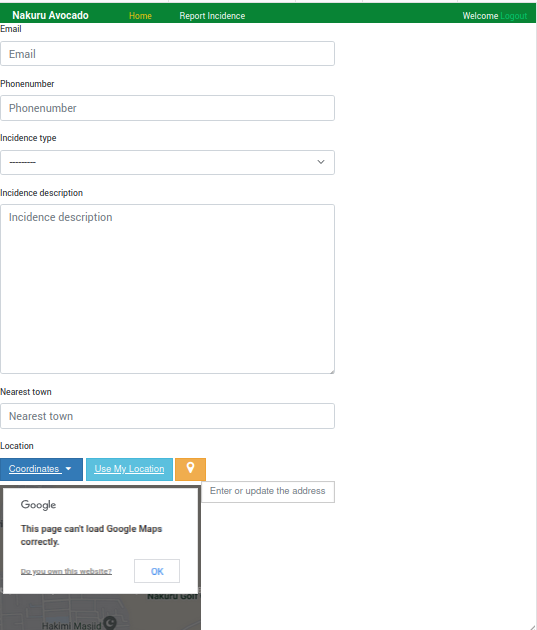 Nakuru Avocado Home Report Incidence Welcome Logout
Email
Email
Phonenumber
Phonenumber
Incidence type
---------
Incidence description
Incidence description
Nearest town
Nearest town
Location
Coordinates Use My Location
Enter or update the address
Google
This page can't load Google Maps
correctly.
Do you own this website? OK
Nakuru Golf
Hakimi Masjid